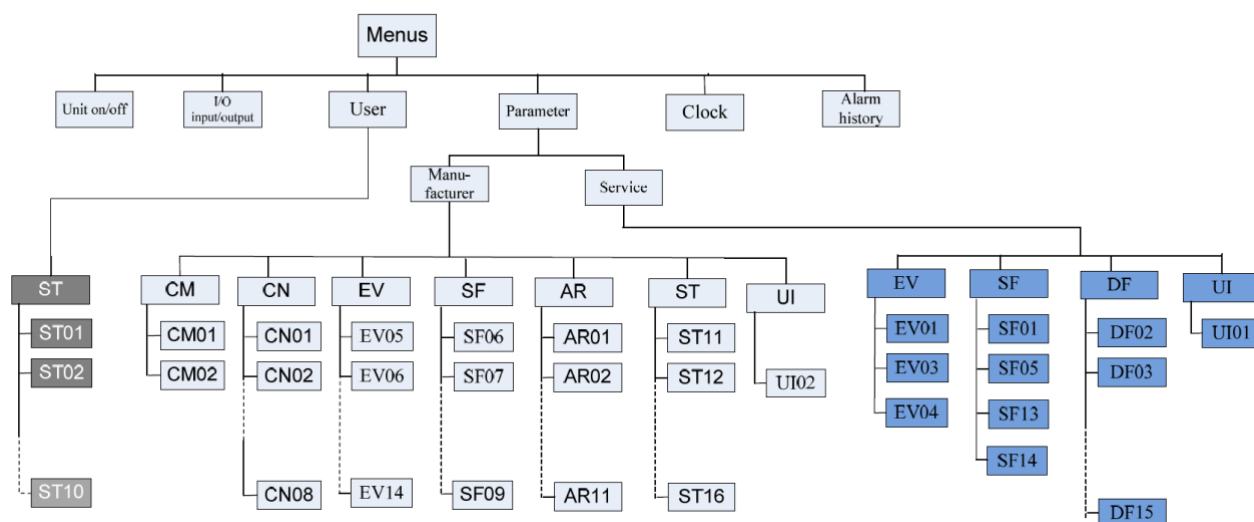 Menus
Unit on/off
I/O
input/output
User
Parameter
Clock
Alarm
history
Manu-
facturer
Service
ST
CM
CN
EV
SF
AR
ST
UI
EV
SF
DF
UI
ST01
CM01
CN01
EV05
SF06
AR01
ST11
EV01
SF01
DF02
UI01
ST02
CM02
CN02
EV06
SF07
AR02
ST12
UI02
EV03
SF05
DF03
EV04
SF13
SF14
ST10
CN08
EV14
SF09
AR11
ST16
DF15